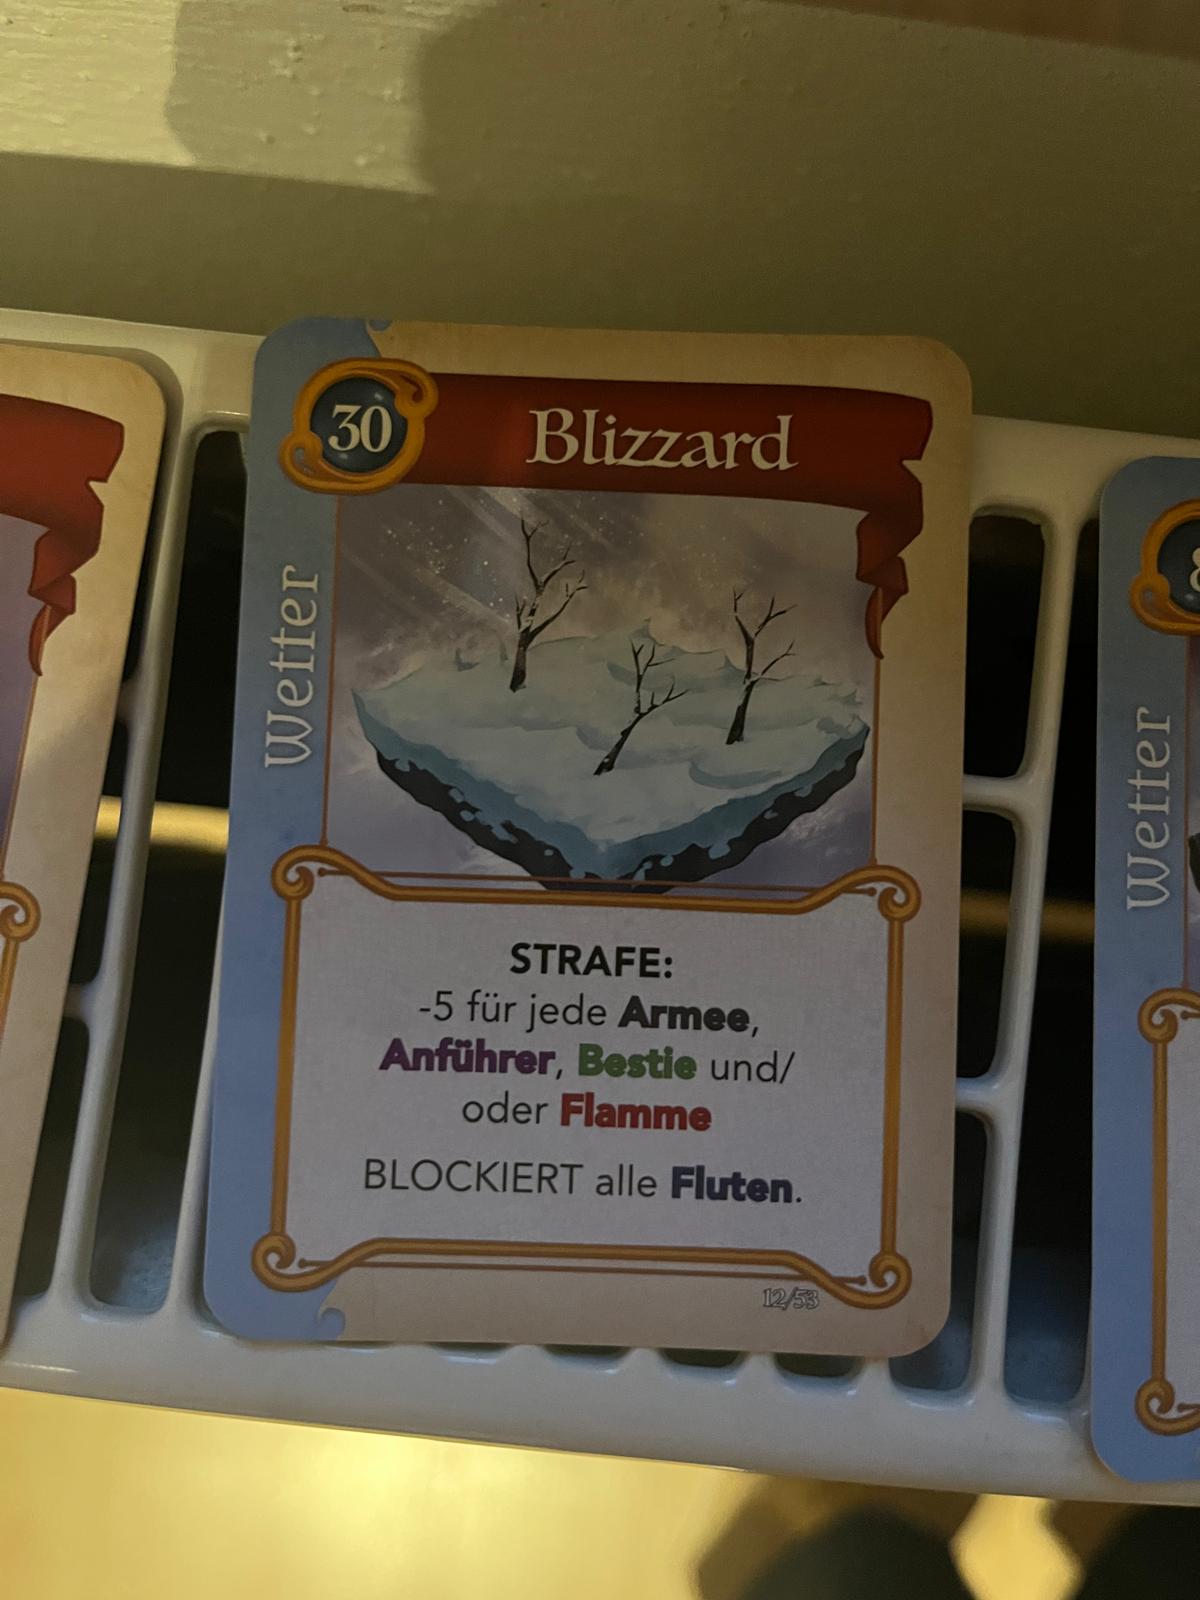 30
Blizzard
Wetter
STRAFE:
-5 für jede Armee,
Anführer, Bestie und/
oder Flamme
BLOCKIERT alle Fluten.
12/53
Wetter